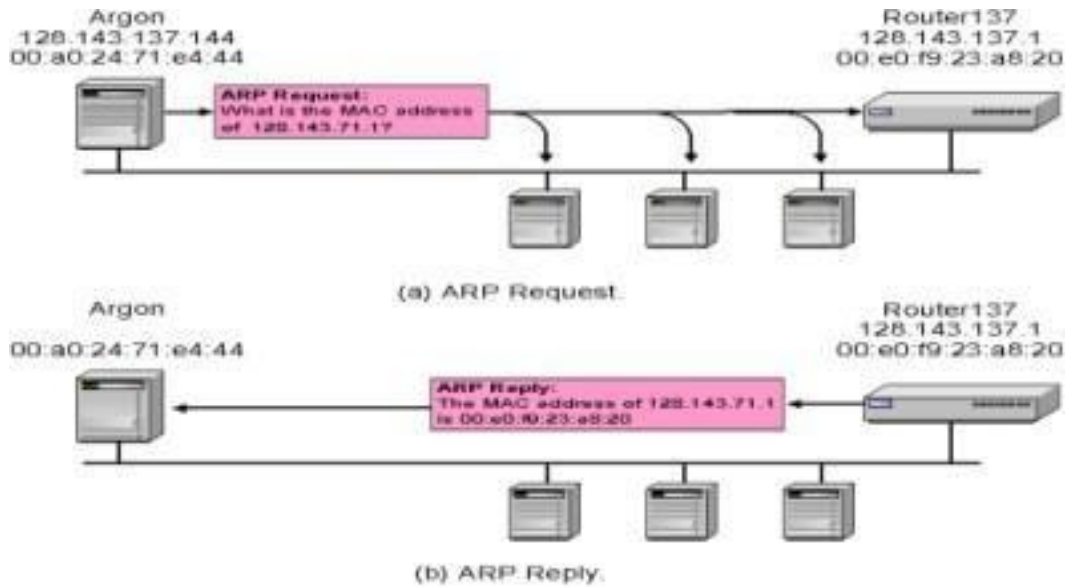 Argon
128.143.137.144
00:a0:24:71:e4:44
Router137
128.143.137.1
00:e0:f9:23:a8:20
ARP Request:
What is the MAC address
of 128.143.71.1?
(a) ARP Request.
Argon
00:a0:24:71:e4:44
Router137
128.143.137.1
00:e0:f9:23:a8:20
ARP Reply:
The MAC address of 128.143.71.1
is 00:e0:f9:23:a8:20
(b) ARP Reply.